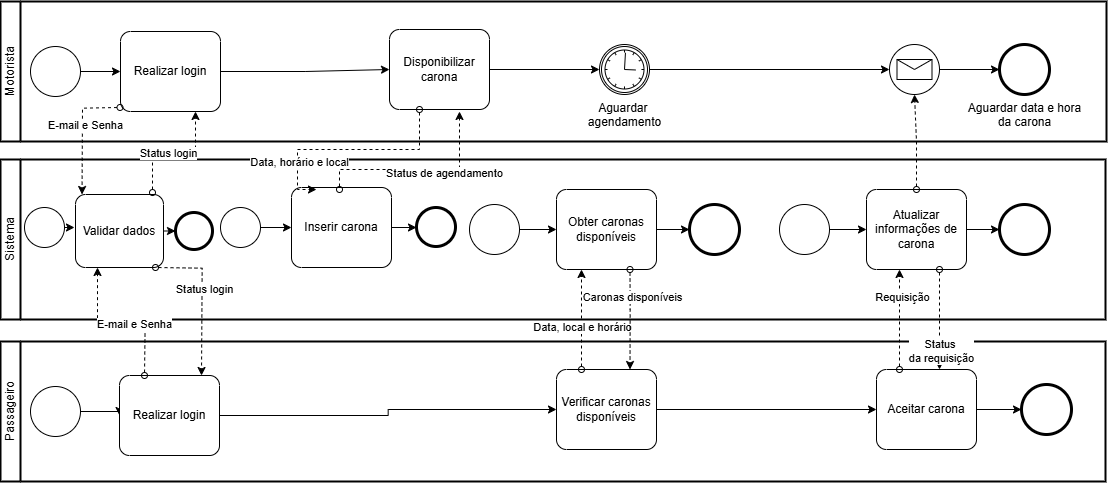 Motorista
Realizar login
Disponibilizar
carona
Aguardar
agendamento
Aguardar data e hora
da carona
E-mail e Senha
Status login
Data, horário e local
Status de agendamento
Sistema
Validar dados
Inserir carona
Obter caronas
disponíveis
Atualizar
informações de
carona
Status login
Caronas disponíveis
Requisição
E-mail e Senha
Data, local e horário
Status
da requisição
Passageiro
Realizar login
Verificar caronas
disponíveis
Aceitar carona